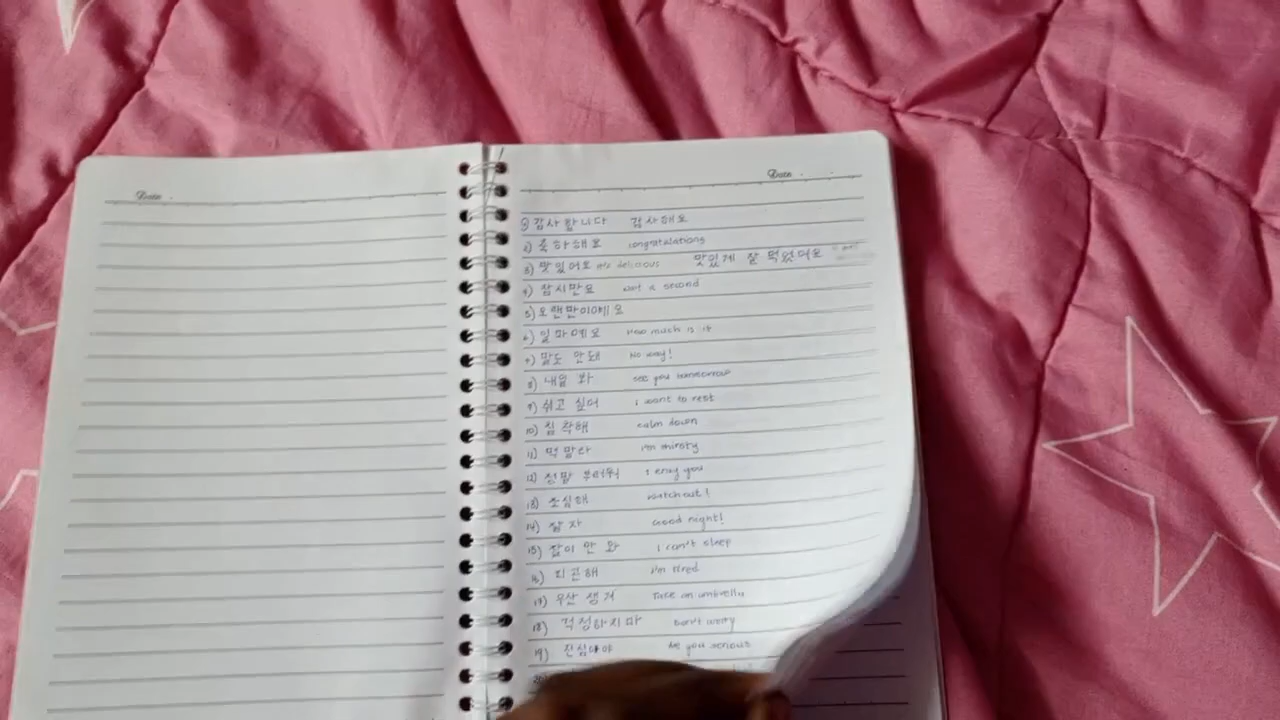 Date
Date
1) 감사합니다 감사해요
2) 축하해요 congratulations
3) 맛있어요 it's delicious 맛있게 잘 먹었어요
4) 잠시만요 wait a second
5) 오랜만이에요
6) 얼마예요 How much is it
7) 말도 안돼 No way!
8) 내일 봐 see you tomorrow
9) 쉬고 싶어 i want to rest
10) 침착해 calm down
11) 목말라 i'm thirsty
12) 정말 부러워 I envy you
13) 조심해 watch out!
14) 잘자 Good night!
15) 잠이 안 와 I can't sleep
16) 피곤해 i'm tired
17) 우산 챙겨 Take an umbrella
18) 걱정하지마 Don't worry
19) 진심이야 Are you serious
20)